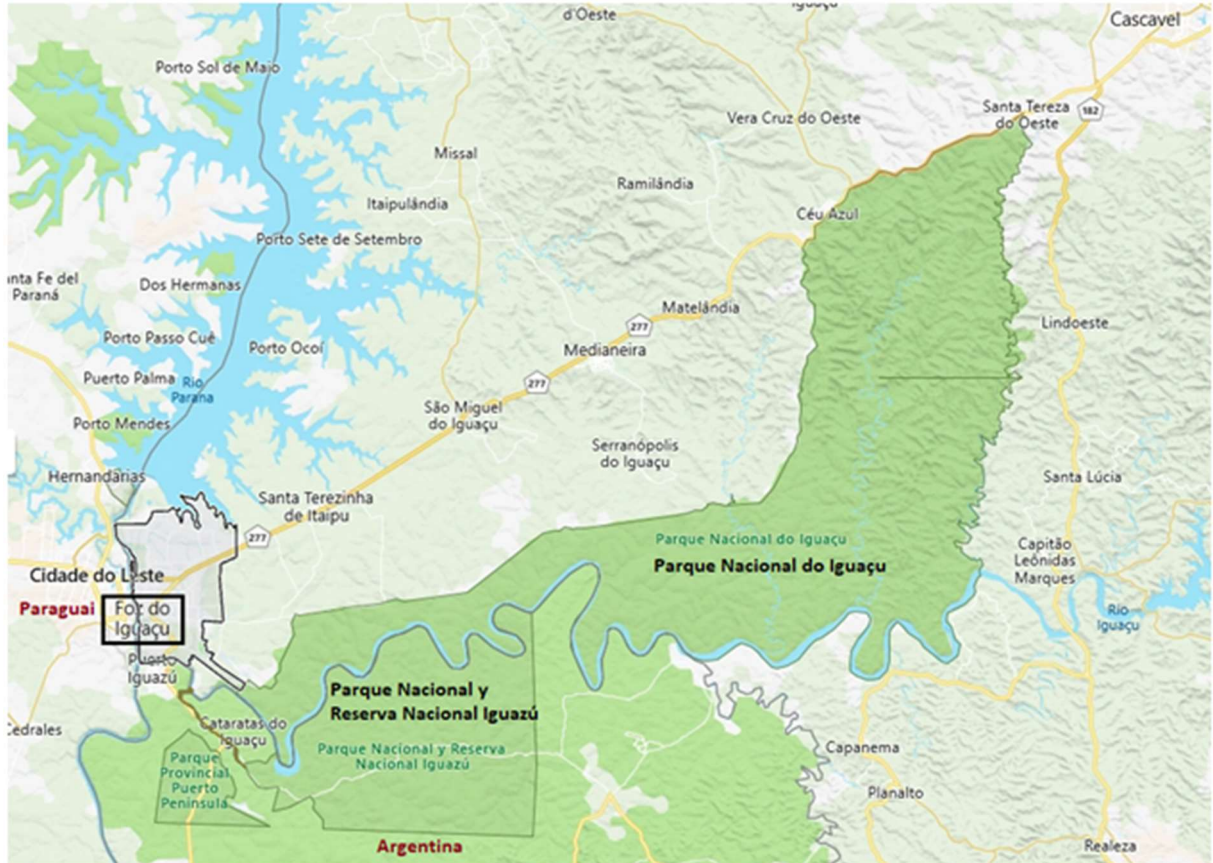 d'Oeste
Iguaçu
Cascavel
Porto Sol de Maio
Santa Tereza
do Oeste
182
Vera Cruz do Oeste
Missal
Ramilândia
Itaipulândia
Céu Azul
Porto Sete de Setembro
Santa Fe del
Paraná
Dos Hermanas
Matelândia
277
Lindoeste
Porto Passo Cuê
Porto Ocoí
Medianeira
Puerto Palma
Rio
Parana
277
São Miguel
do Iguaçu
Porto Mendes
Serranópolis
do Iguaçu
Hernandarias
Santa Lúcia
Santa Terezinha
de Itaipu
277
Parque Nacional do Iguaçu
Parque Nacional do Iguaçu
Capitão
Leônidas
Marques
Cidade do Leste
Paraguai
Foz do
Iguaçu
Rio
Iguaçu
Puerto
Iguazú
Parque Nacional y
Reserva Nacional Iguazú
Cataratas do
Iguaçu
Cedrales
Parque Nacional y Reserva
Nacional Iguazú
Capanema
Parque
Provincial
Puerto
Peninsula
Planalto
Argentina
Realeza